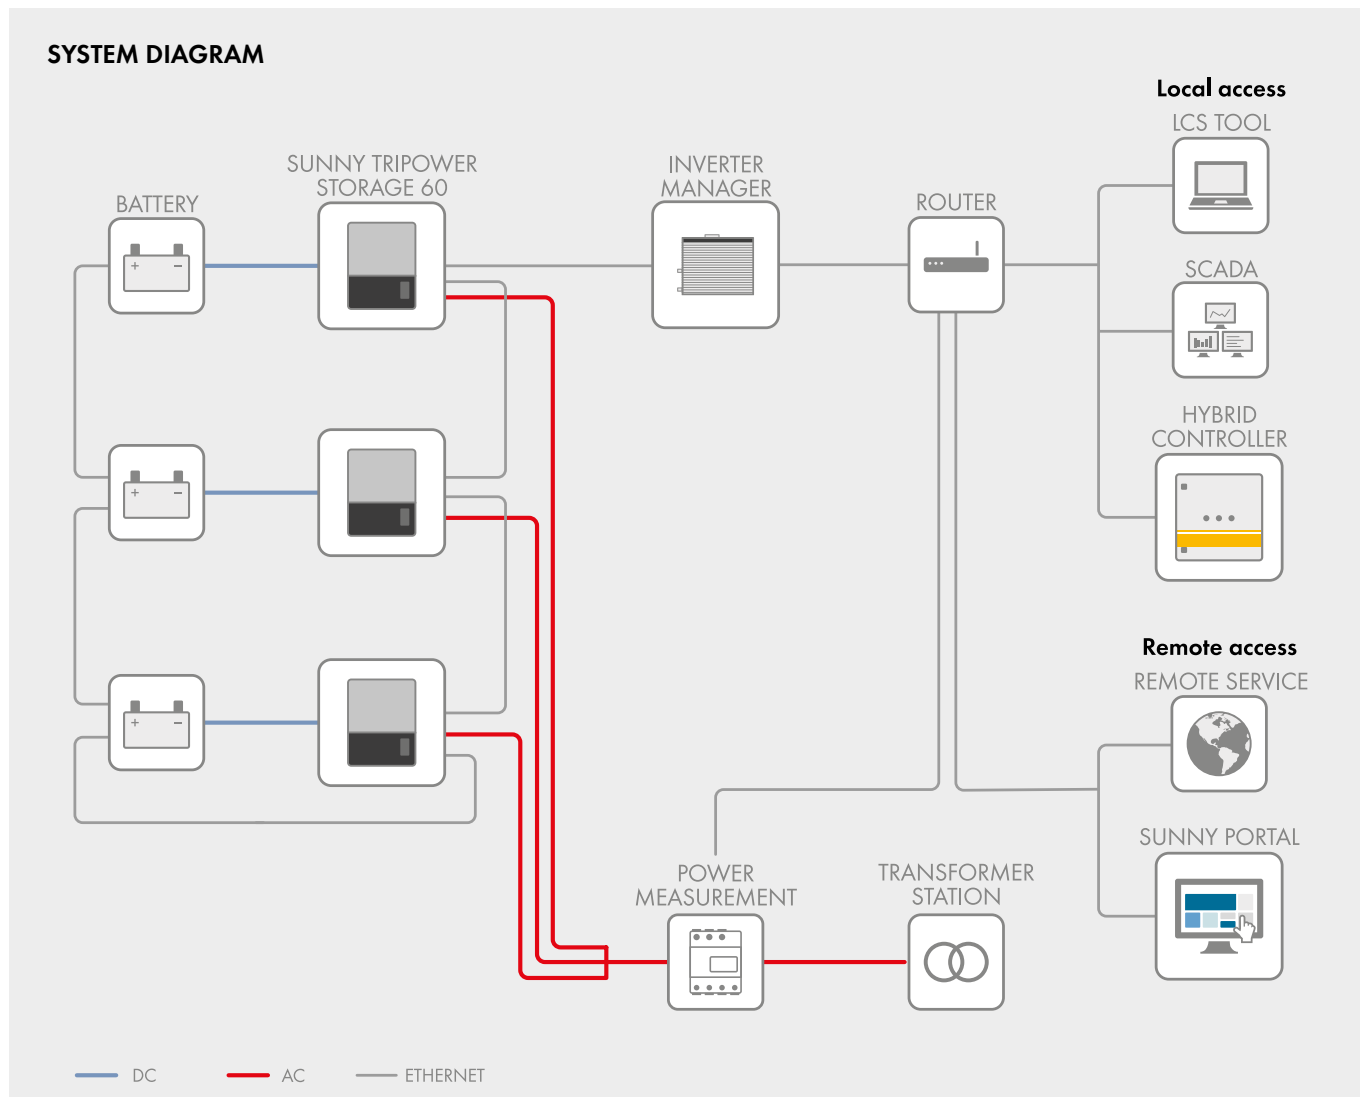 SYSTEM DIAGRAM
Local access
LCS TOOL
SUNNY TRIPOWER
STORAGE 60
INVERTER
MANAGER
BATTERY
ROUTER
SCADA
HYBRID
CONTROLLER
Remote access
REMOTE SERVICE
SUNNY PORTAL
POWER
MEASUREMENT
TRANSFORMER
STATION
DC
AC
ETHERNET